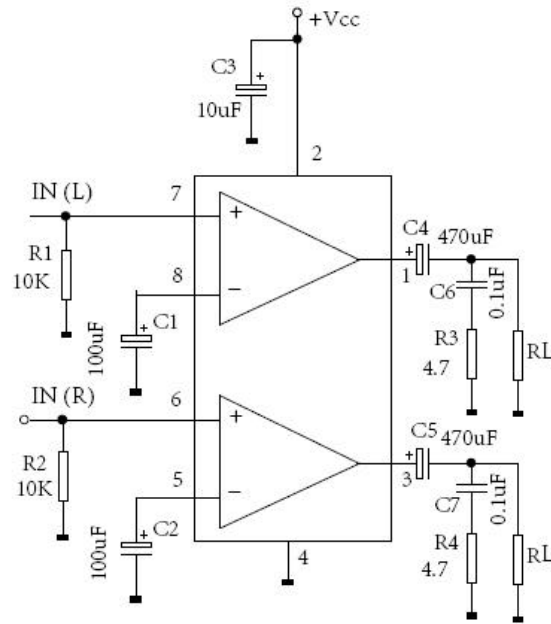 +Vcc
C3
+
10uF
2
IN (L)
7
+
R1
10K
8
−
+
C1
100uF
C4
+
470uF
1
C6
0.1uF
R3
4.7
RL
IN (R)
6
+
R2
10K
5
−
+
C2
100uF
C5
+
470uF
3
C7
0.1uF
R4
4.7
RL
4